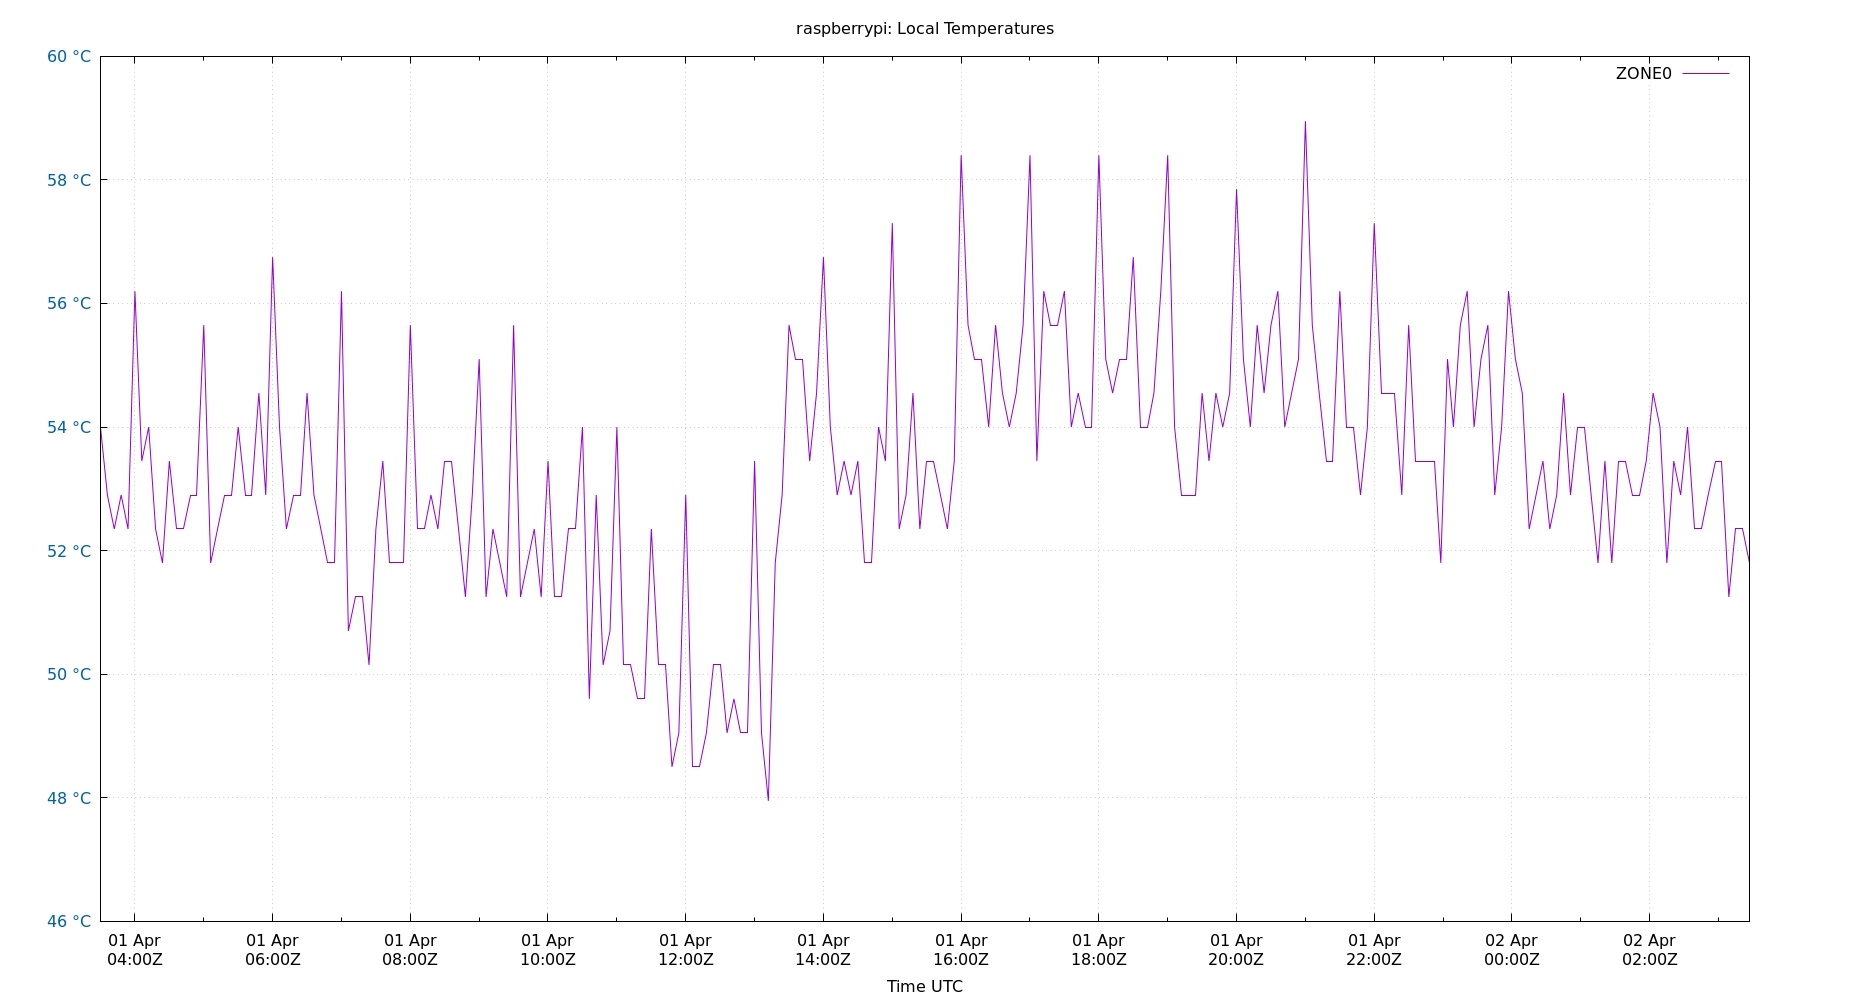 raspberrypi: Local Temperatures
60 °C
ZONE0
58 °C
56 °C
54 °C
52 °C
50 °C
48 °C
46 °C
01 Apr 01 Apr 01 Apr 01 Apr 01 Apr 01 Apr 01 Apr 01 Apr 01 Apr 01 Apr 02 Apr 02 Apr
04:00Z 06:00Z 08:00Z 10:00Z 12:00Z 14:00Z 16:00Z 18:00Z 20:00Z 22:00Z 00:00Z 02:00Z
Time UTC